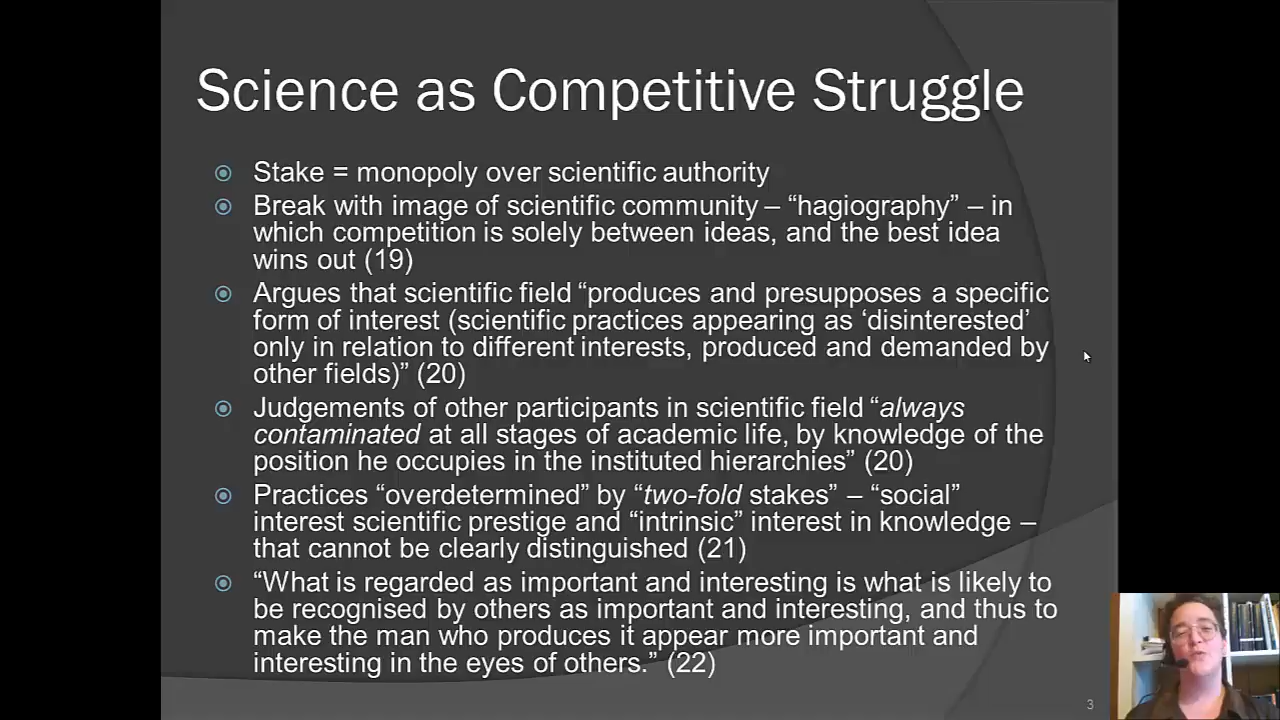 Science as Competitive Struggle
Stake = monopoly over scientific authority
Break with image of scientific community – “hagiography” – in
which competition is solely between ideas, and the best idea
wins out (19)
Argues that scientific field “produces and presupposes a specific
form of interest (scientific practices appearing as ‘disinterested’
only in relation to different interests, produced and demanded by
other fields)” (20)
Judgements of other participants in scientific field “always
contaminated at all stages of academic life, by knowledge of the
position he occupies in the instituted hierarchies” (20)
Practices “overdetermined” by “two-fold stakes” – “social”
interest scientific prestige and “intrinsic” interest in knowledge –
that cannot be clearly distinguished (21)
“What is regarded as important and interesting is what is likely to
be recognised by others as important and interesting, and thus to
make the man who produces it appear more important and
interesting in the eyes of others.” (22)
3